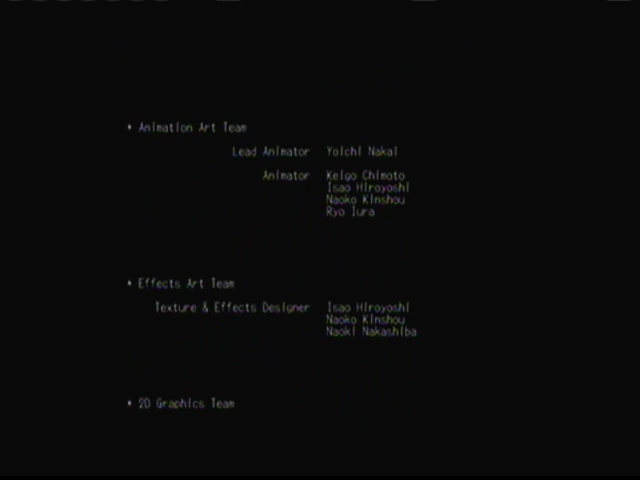 * Animation Art Team
Lead Animator Yoichi Nakai
Animator Keigo Chimoto
Isao Hiroyoshi
Naoko Kinshou
Ryo Iura
* Effects Art Team
Texture & Effects Designer Isao Hiroyoshi
Naoko Kinshou
Naoki Nakashiba
* 2D Graphics Team